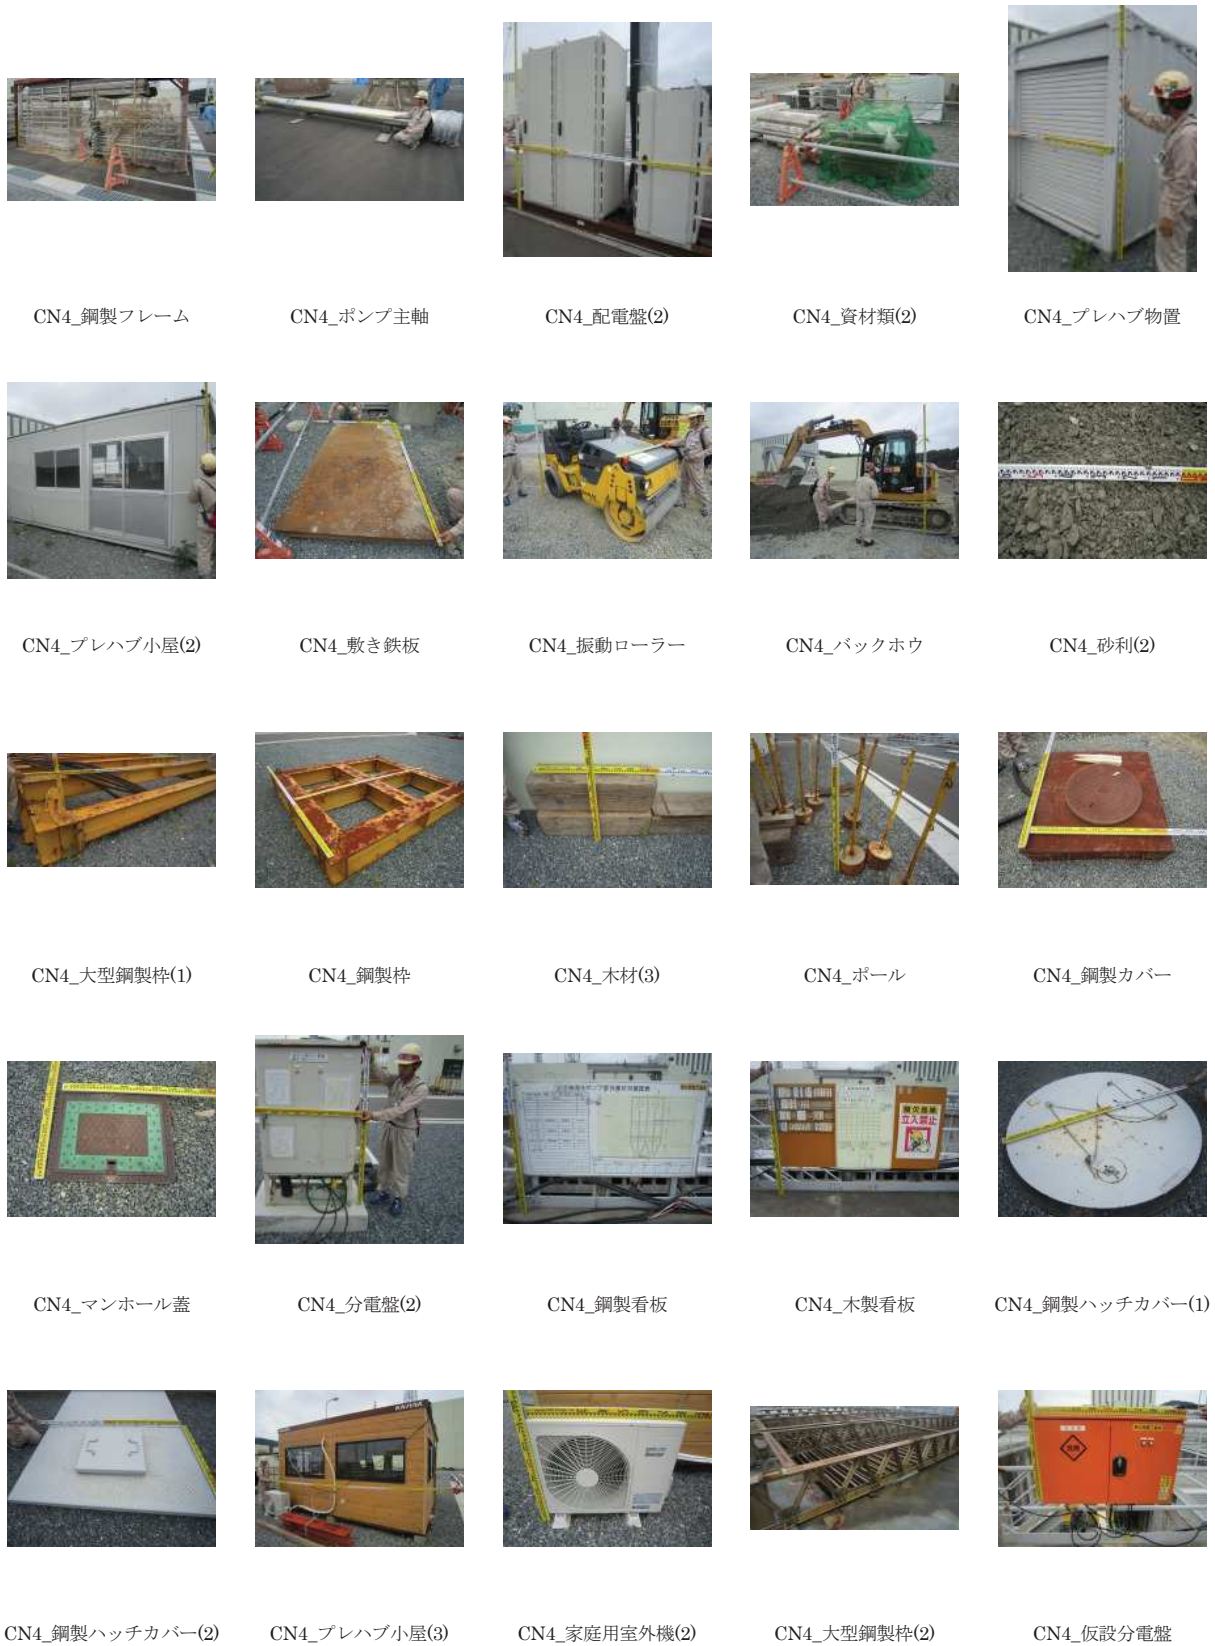 CN4_鋼製フレーム
CN4_ポンプ主軸
CN4_配電盤(2)
CN4_資材類(2)
CN4_プレハブ物置
CN4_プレハブ小屋(2)
CN4_敷き鉄板
CN4_振動ローラー
CN4_バックホウ
CN4_砂利(2)
CN4_大型鋼製枠(1)
CN4_鋼製枠
CN4_木材(3)
CN4_ポール
CN4_鋼製カバー
立入禁止
CN4_マンホール蓋
CN4_分電盤(2)
CN4_鋼製看板
CN4_木製看板
CN4_鋼製ハッチカバー(1)
CN4_鋼製ハッチカバー(2)
CN4_プレハブ小屋(3)
CN4_家庭用室外機(2)
CN4_大型鋼製枠(2)
CN4_仮設分電盤